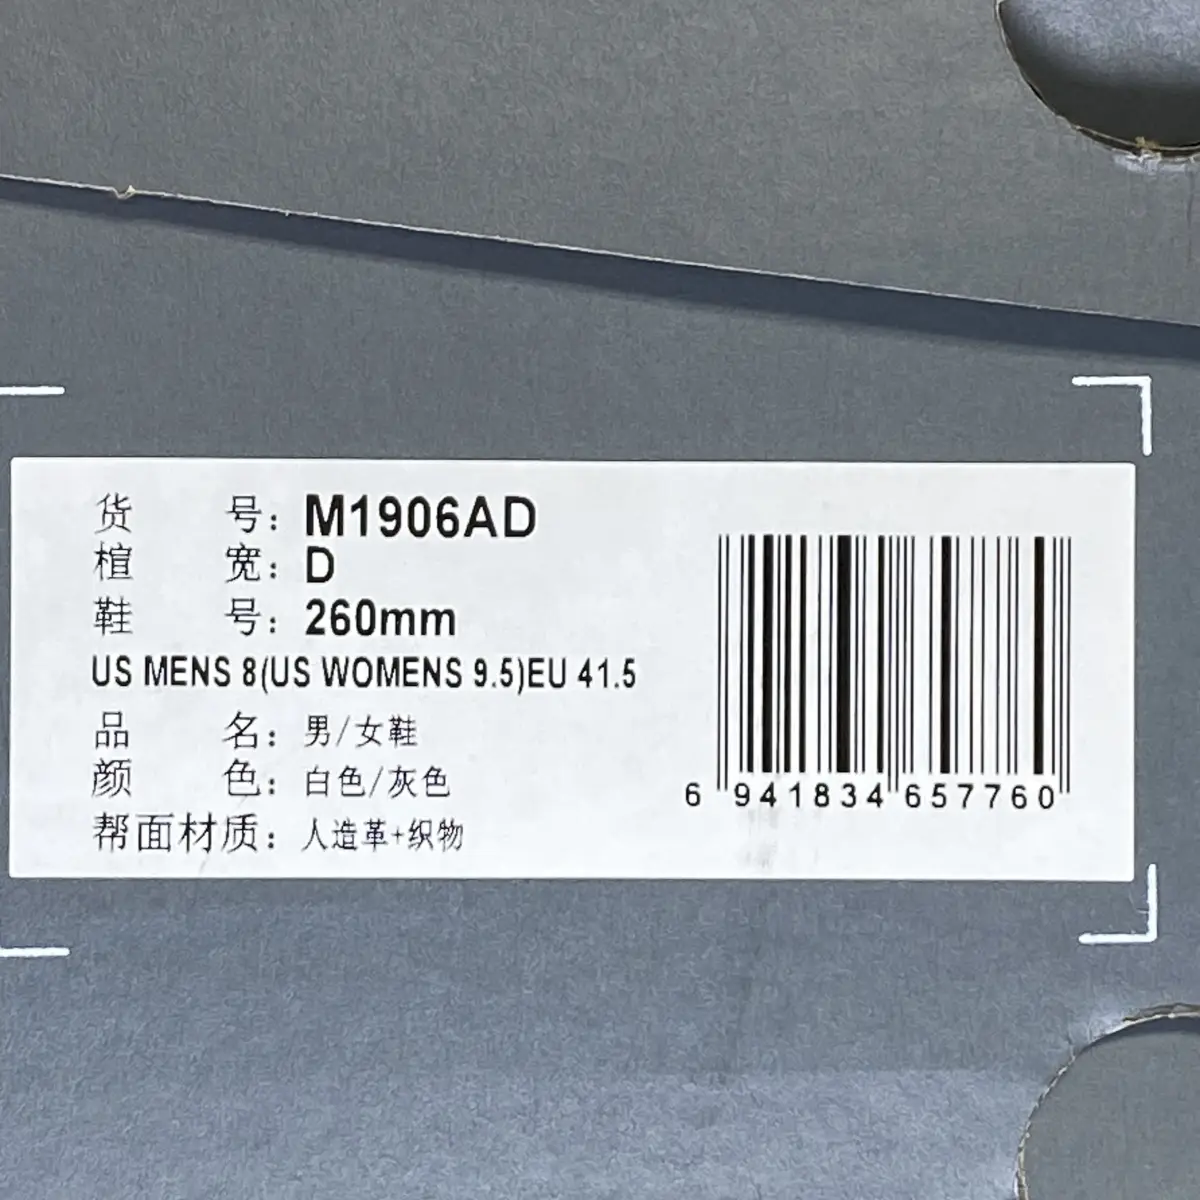 货 号：M1906AD
楦 宽：D
鞋 号：260mm
US MENS 8(US WOMENS 9.5)EU 41.5
品 名：男/女鞋
颜 色：白色/灰色
帮面材质：人造革+织物
6 941834 657760